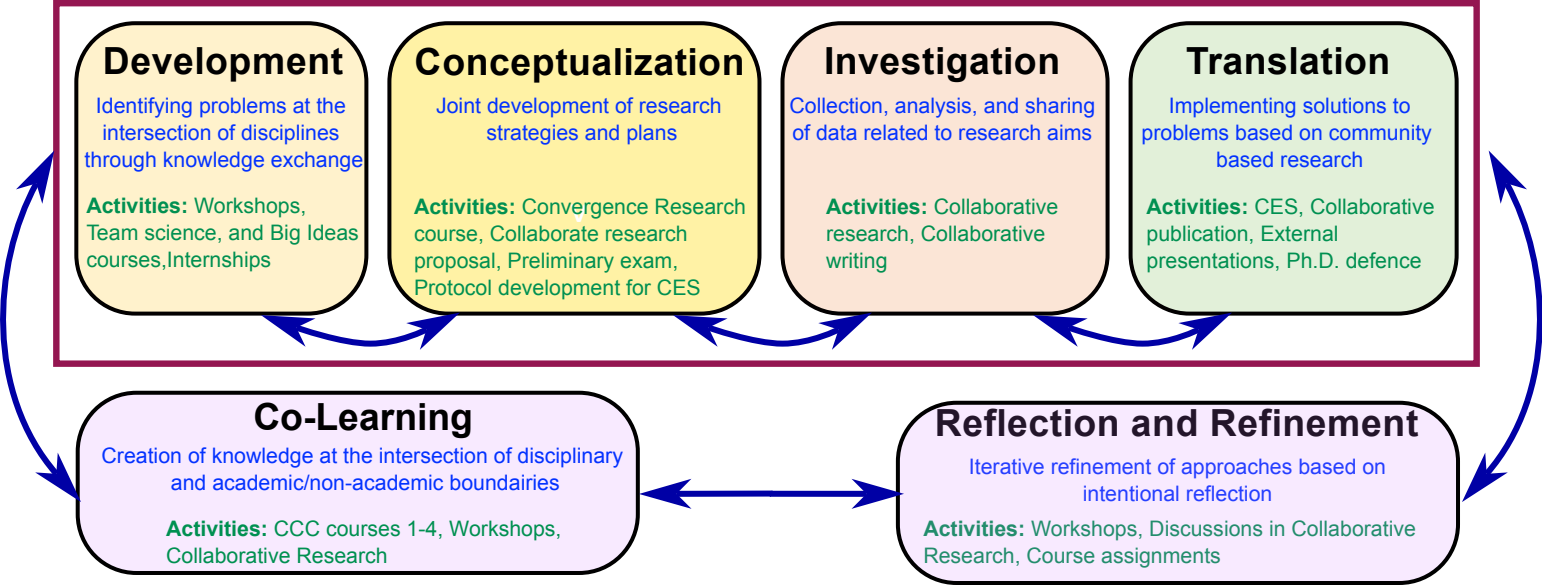 Development
Identifying problems at the
intersection of disciplines
through knowledge exchange
Activities: Workshops,
Team science, and Big Ideas
courses,Internships
Conceptualization
Joint development of research
strategies and plans
Activities: Convergence Research
course, Collaborate research
proposal, Preliminary exam,
Protocol development for CES
Investigation
Collection, analysis, and sharing
of data related to research aims
Activities: Collaborative
research, Collaborative
writing
Translation
Implementing solutions to
problems based on community
based research
Activities: CES, Collaborative
publication, External
presentations, Ph.D. defence
Co-Learning
Creation of knowledge at the intersection of disciplinary
and academic/non-academic boundairies
Activities: CCC courses 1-4, Workshops,
Collaborative Research
Reflection and Refinement
Iterative refinement of approaches based on
intentional reflection
Activities: Workshops, Discussions in Collaborative
Research, Course assignments